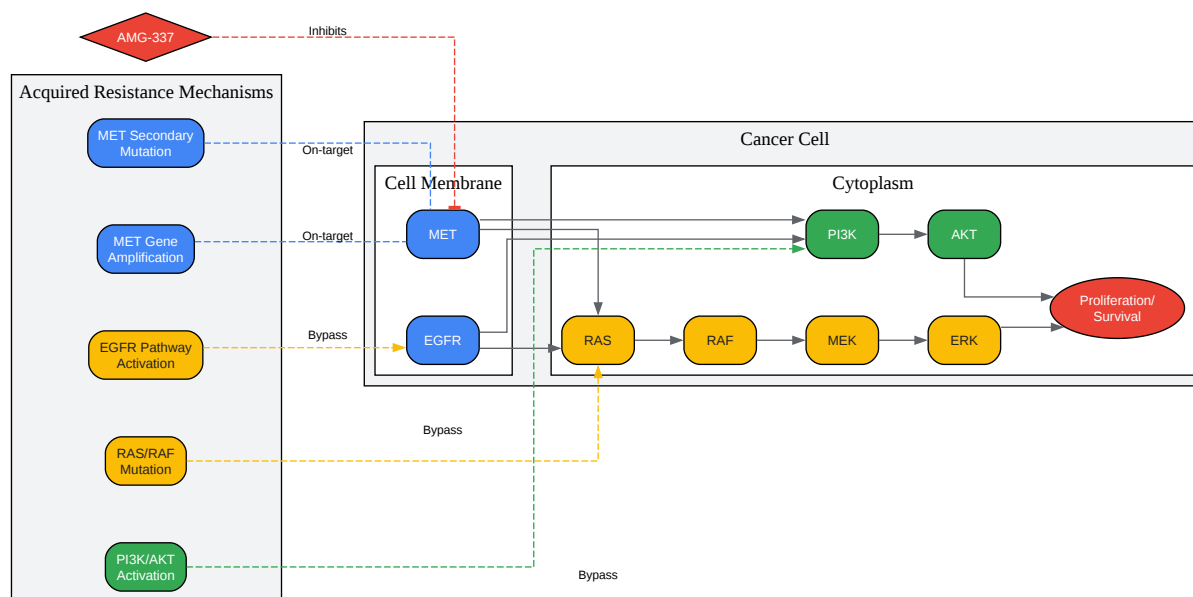 AMG-337
Inhibits
Acquired Resistance Mechanisms
MET Secondary
Mutation
On-target
MET Gene
Amplification
On-target
EGFR Pathway
Activation
Bypass
RAS/RAF
Mutation
Bypass
PI3K/AKT
Activation
Bypass
Cancer Cell
Cell Membrane
MET
EGFR
Cytoplasm
PI3K
AKT
RAS
RAF
MEK
ERK
Proliferation/
Survival